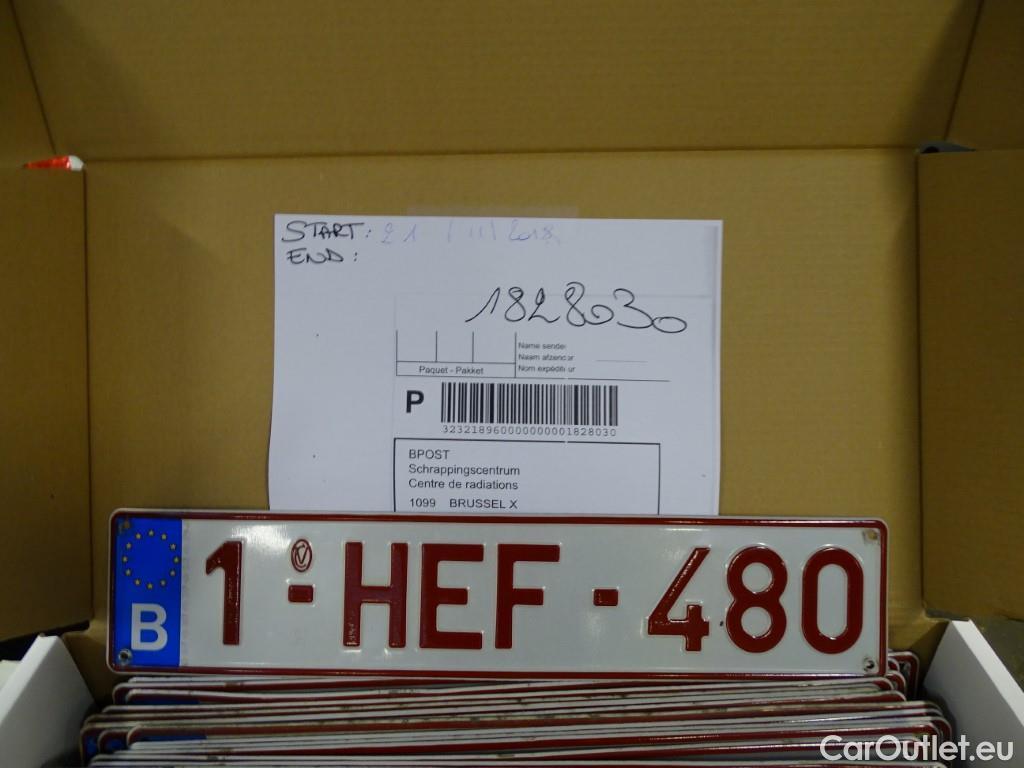 START: 21 / 11 / 2018
END:
1828030
Name sender
Naam afzender
Nom expéditeur
Paquet - Pakket
P
32321896000000001828030
BPOST
Schrappingscentrum
Centre de radiations
1099 BRUSSEL X
B 1-HEF-480
CarOutlet.eu